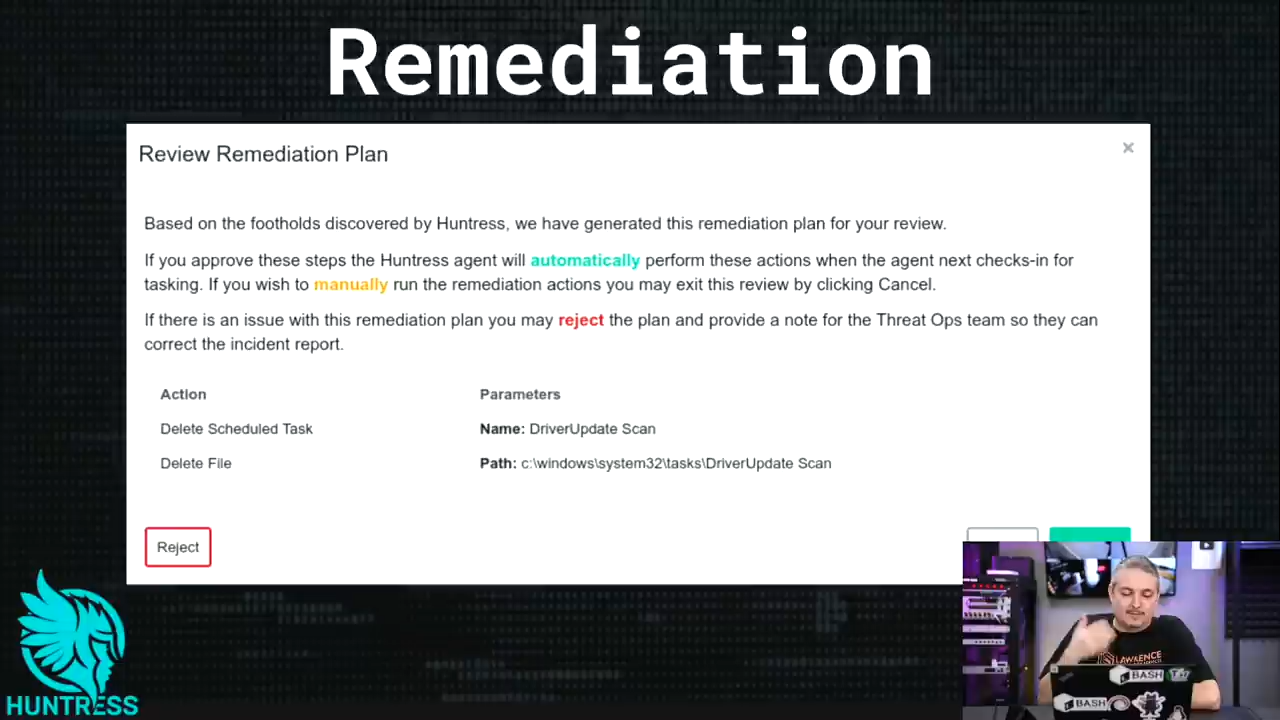 Remediation
Review Remediation Plan
×
Based on the footholds discovered by Huntress, we have generated this remediation plan for your review.
If you approve these steps the Huntress agent will automatically perform these actions when the agent next checks-in for
tasking. If you wish to manually run the remediation actions you may exit this review by clicking Cancel.
If there is an issue with this remediation plan you may reject the plan and provide a note for the Threat Ops team so they can
correct the incident report.
Action Parameters
Delete Scheduled Task Name: DriverUpdate Scan
Delete File Path: c:\windows\system32\tasks\DriverUpdate Scan
Reject
HUNTRESS
LAWRENCE
BASH
BASH